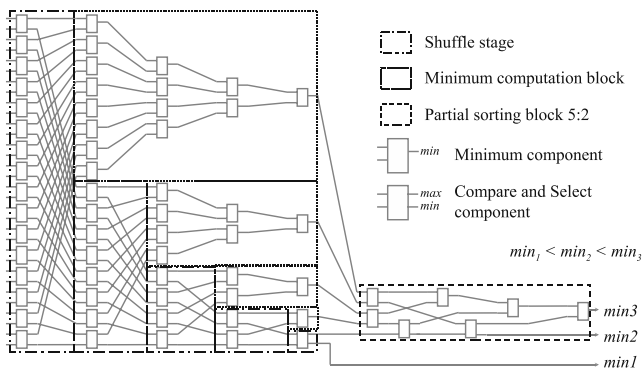 Shuffle stage
Minimum computation block
Partial sorting block 5:2
min
Minimum component
max
min
Compare and Select
component
min1 < min2 < min3
min3
min2
min1